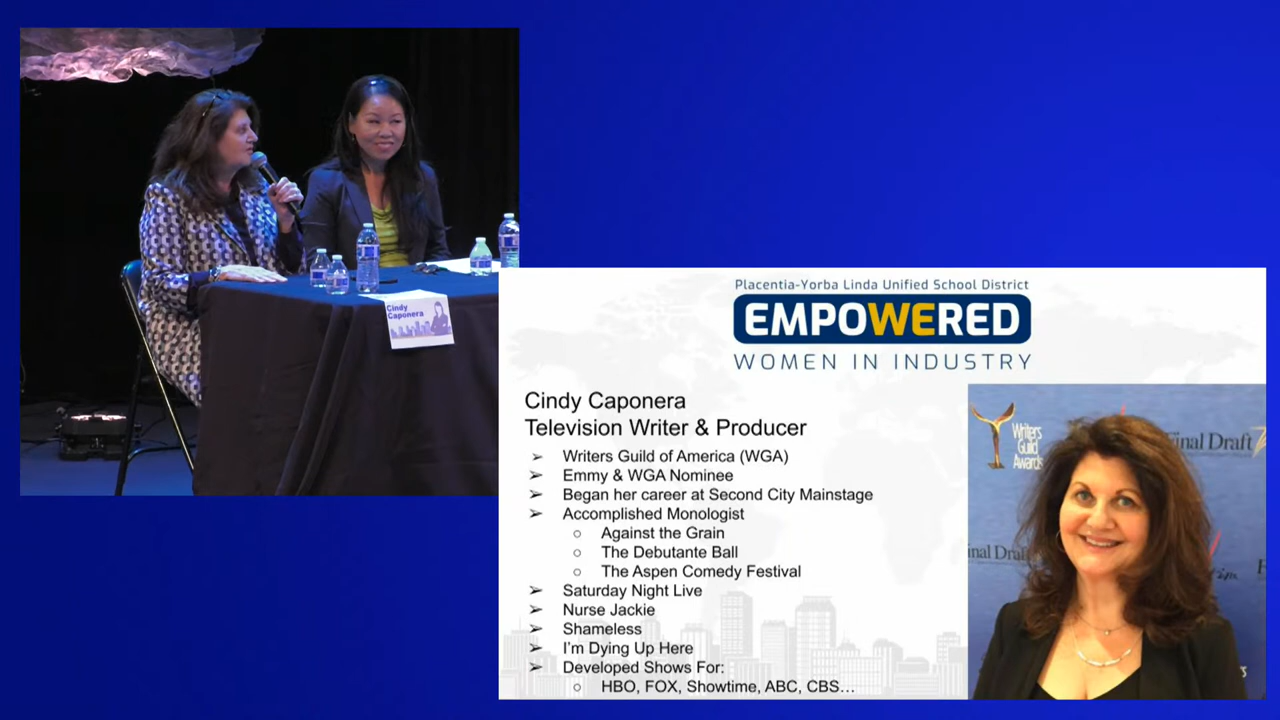 Cindy
Caponera
Placentia-Yorba Linda Unified School District
EMPOWERED
WOMEN IN INDUSTRY
Cindy Caponera
Television Writer & Producer
➢ Writers Guild of America (WGA)
➢ Emmy & WGA Nominee
➢ Began her career at Second City Mainstage
➢ Accomplished Monologist
○ Against the Grain
○ The Debutante Ball
○ The Aspen Comedy Festival
➢ Saturday Night Live
➢ Nurse Jackie
➢ Shameless
➢ I'm Dying Up Here
➢ Developed Shows For:
○ HBO, FOX, Showtime, ABC, CBS…
Writers
Guild
Awards
Final Draft